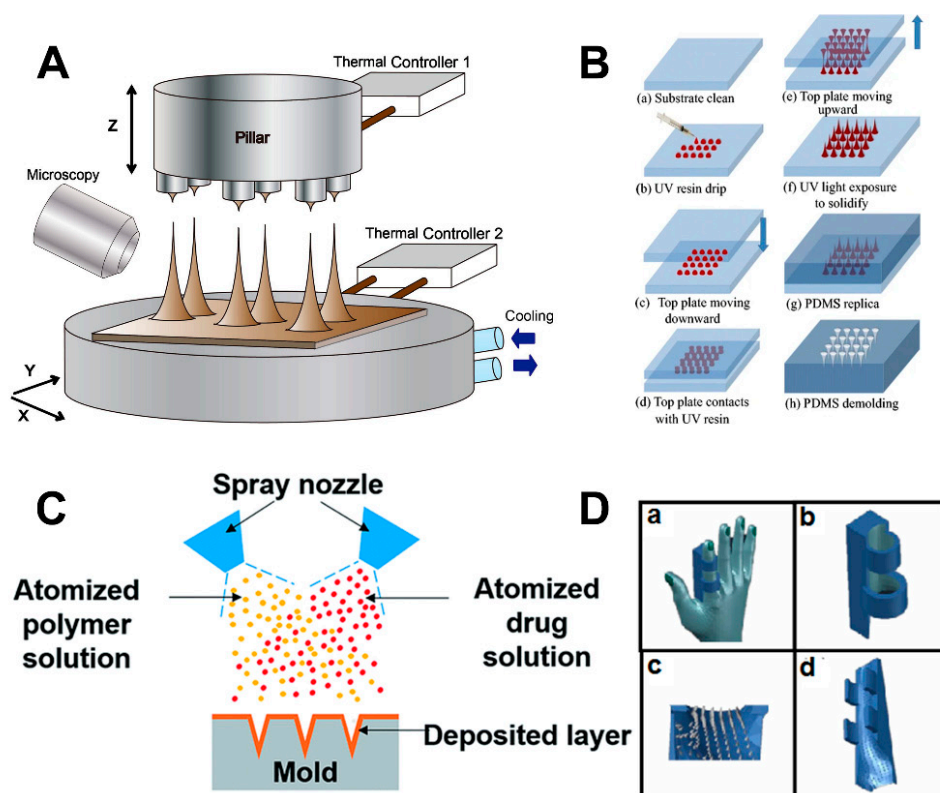 A
Thermal Controller 1
Z
Pillar
Microscopy
Thermal Controller 2
Cooling
Y
X
B
(a) Substrate clean
(b) UV resin drip
(c) Top plate moving
downward
(d) Top plate contacts
with UV resin
(e) Top plate moving
upward
(f) UV light exposure
to solidify
(g) PDMS replica
(h) PDMS demolding
C
Spray nozzle
Atomized
polymer
solution
Atomized
drug
solution
Deposited layer
Mold
D
a
b
c
d